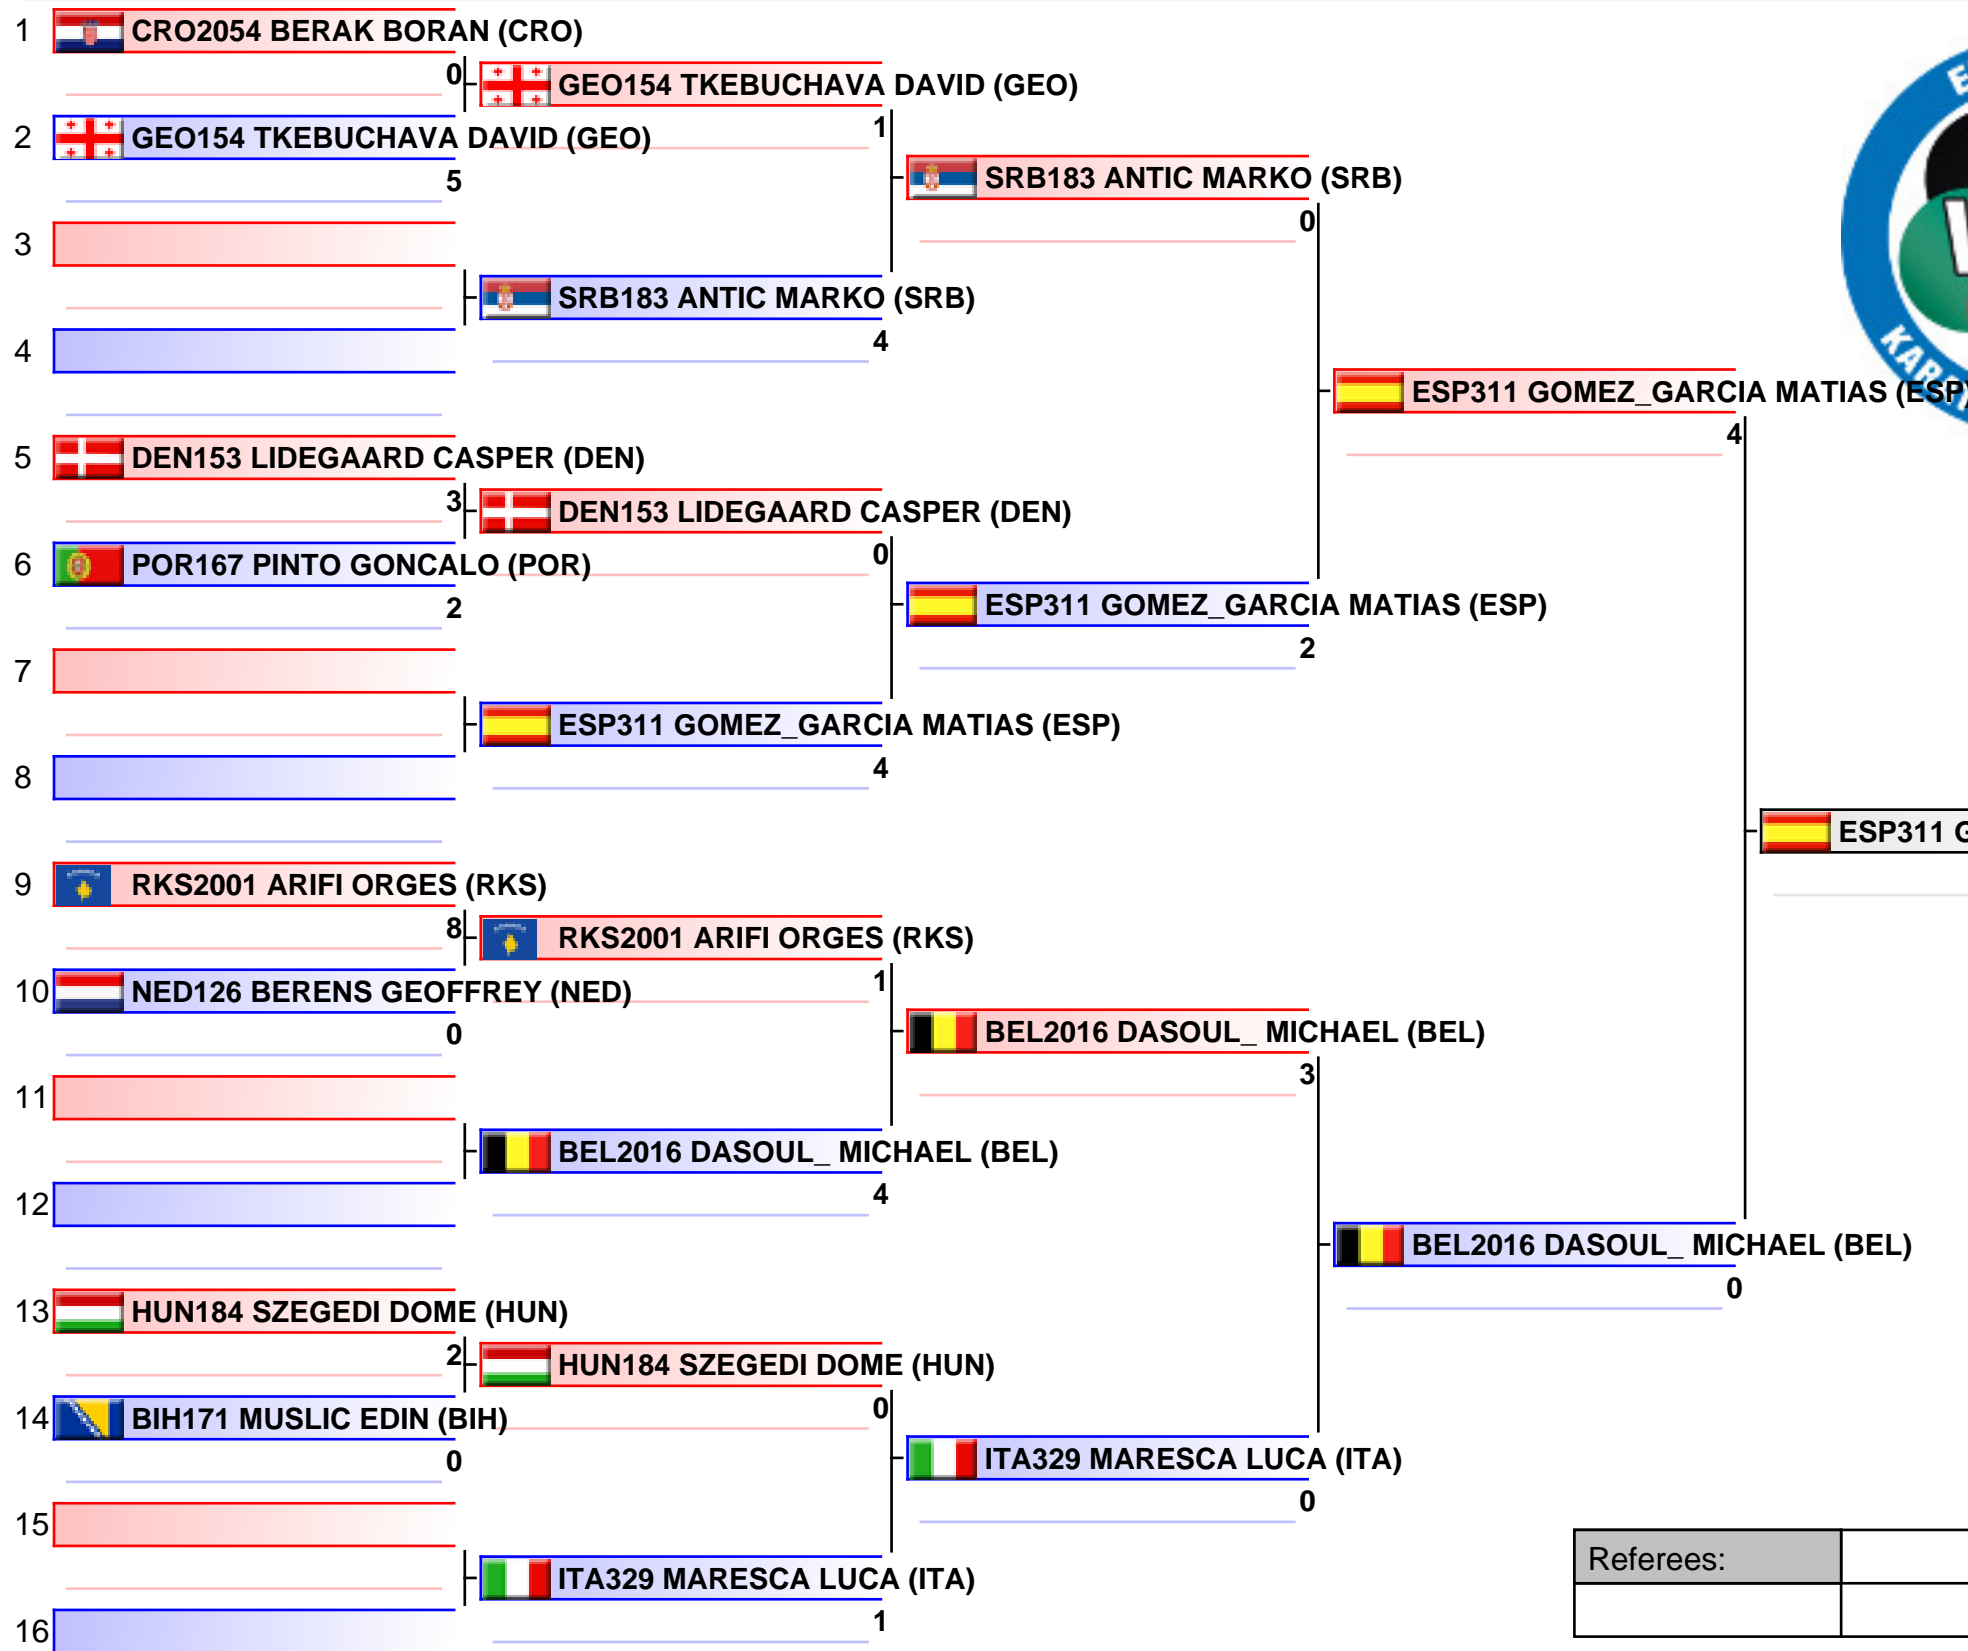 1 CRO2054 BERAK BORAN (CRO)
0
GEO154 TKEBUCHAVA DAVID (GEO)
1
2 GEO154 TKEBUCHAVA DAVID (GEO)
5
SRB183 ANTIC MARKO (SRB)
0
3
SRB183 ANTIC MARKO (SRB)
4
4
ESP311 GOMEZ_GARCIA MATIAS (ESP)
4
5 DEN153 LIDEGAARD CASPER (DEN)
3
DEN153 LIDEGAARD CASPER (DEN)
0
6 POR167 PINTO GONCALO (POR)
2
ESP311 GOMEZ_GARCIA MATIAS (ESP)
2
7
ESP311 GOMEZ_GARCIA MATIAS (ESP)
4
8
ESP311 G
9 RKS2001 ARIFI ORGES (RKS)
8
RKS2001 ARIFI ORGES (RKS)
1
10 NED126 BERENS GEOFFREY (NED)
0
BEL2016 DASOUL_ MICHAEL (BEL)
3
11
BEL2016 DASOUL_ MICHAEL (BEL)
4
12
BEL2016 DASOUL_ MICHAEL (BEL)
0
13 HUN184 SZEGEDI DOME (HUN)
2
HUN184 SZEGEDI DOME (HUN)
0
14 BIH171 MUSLIC EDIN (BIH)
0
ITA329 MARESCA LUCA (ITA)
0
15
ITA329 MARESCA LUCA (ITA)
1
16
Referees: